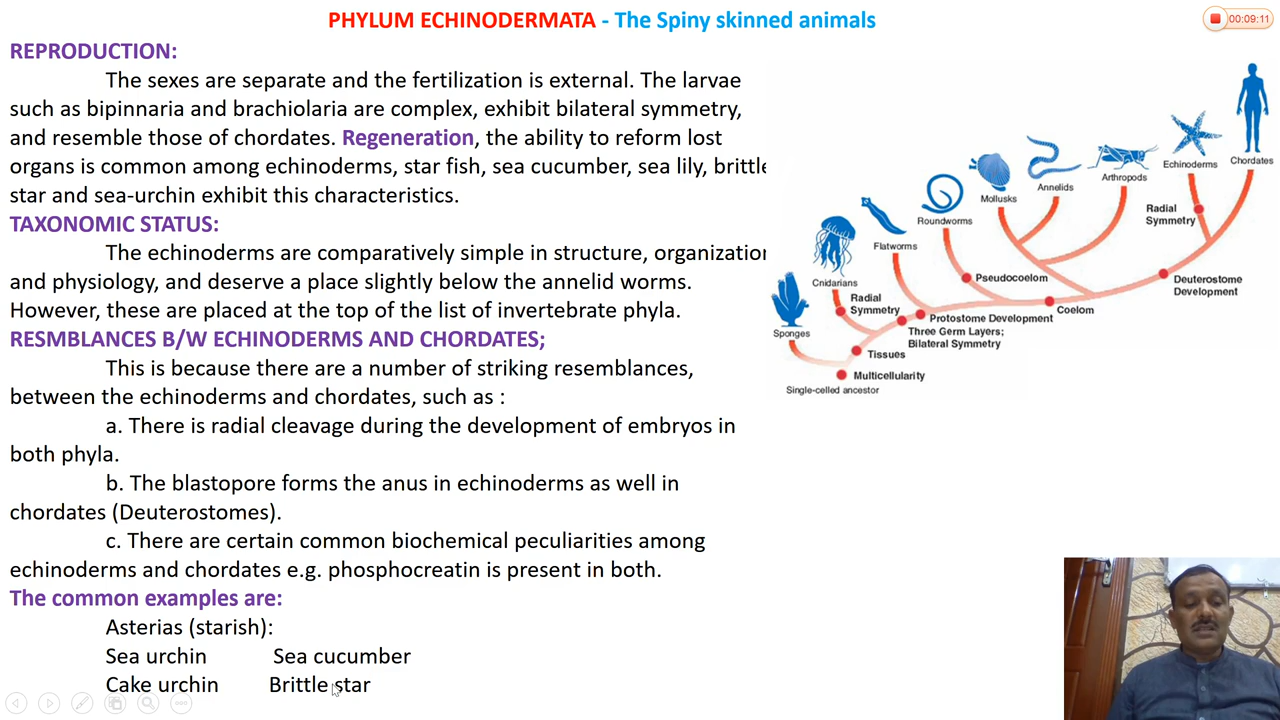 PHYLUM ECHINODERMATA - The Spiny skinned animals
00:09:11
REPRODUCTION:
The sexes are separate and the fertilization is external. The larvae
such as bipinnaria and brachiolaria are complex, exhibit bilateral symmetry,
and resemble those of chordates. Regeneration, the ability to reform lost
organs is common among echinoderms, star fish, sea cucumber, sea lily, brittle
star and sea-urchin exhibit this characteristics.
TAXONOMIC STATUS:
The echinoderms are comparatively simple in structure, organization
and physiology, and deserve a place slightly below the annelid worms.
However, these are placed at the top of the list of invertebrate phyla.
RESMBLANCES B/W ECHINODERMS AND CHORDATES;
This is because there are a number of striking resemblances,
between the echinoderms and chordates, such as :
a. There is radial cleavage during the development of embryos in
both phyla.
b. The blastopore forms the anus in echinoderms as well in
chordates (Deuterostomes).
c. There are certain common biochemical peculiarities among
echinoderms and chordates e.g. phosphocreatin is present in both.
The common examples are:
Asterias (starish):
Sea urchin Sea cucumber
Cake urchin Brittle star
Chordates
Echinoderms
Arthropods
Annelids
Mollusks
Roundworms
Flatworms
Cnidarians
Sponges
Radial
Symmetry
Deuterostome
Development
Pseudocoelom
Coelom
Radial
Symmetry
Protostome Development
Three Germ Layers;
Bilateral Symmetry
Tissues
Multicellularity
Single-celled ancestor